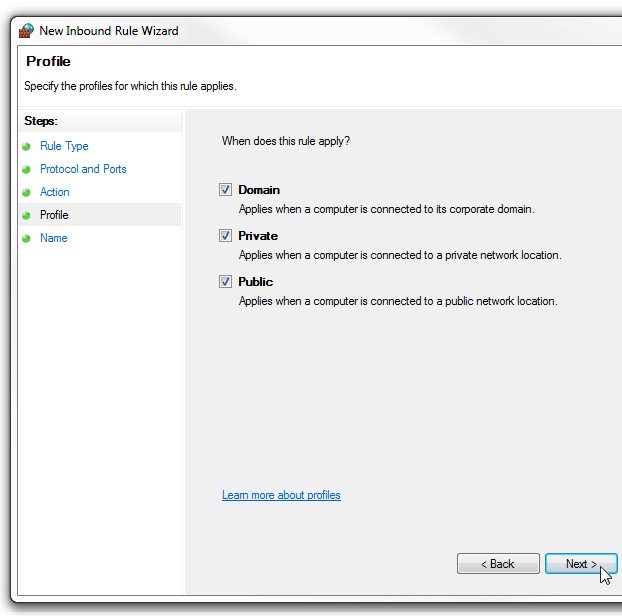 New Inbound Rule Wizard
Profile
Specify the profiles for which this rule applies.
Steps:
Rule Type
Protocol and Ports
Action
Profile
Name
When does this rule apply?
Domain
Applies when a computer is connected to its corporate domain.
Private
Applies when a computer is connected to a private network location.
Public
Applies when a computer is connected to a public network location.
Learn more about profiles
< Back
Next >